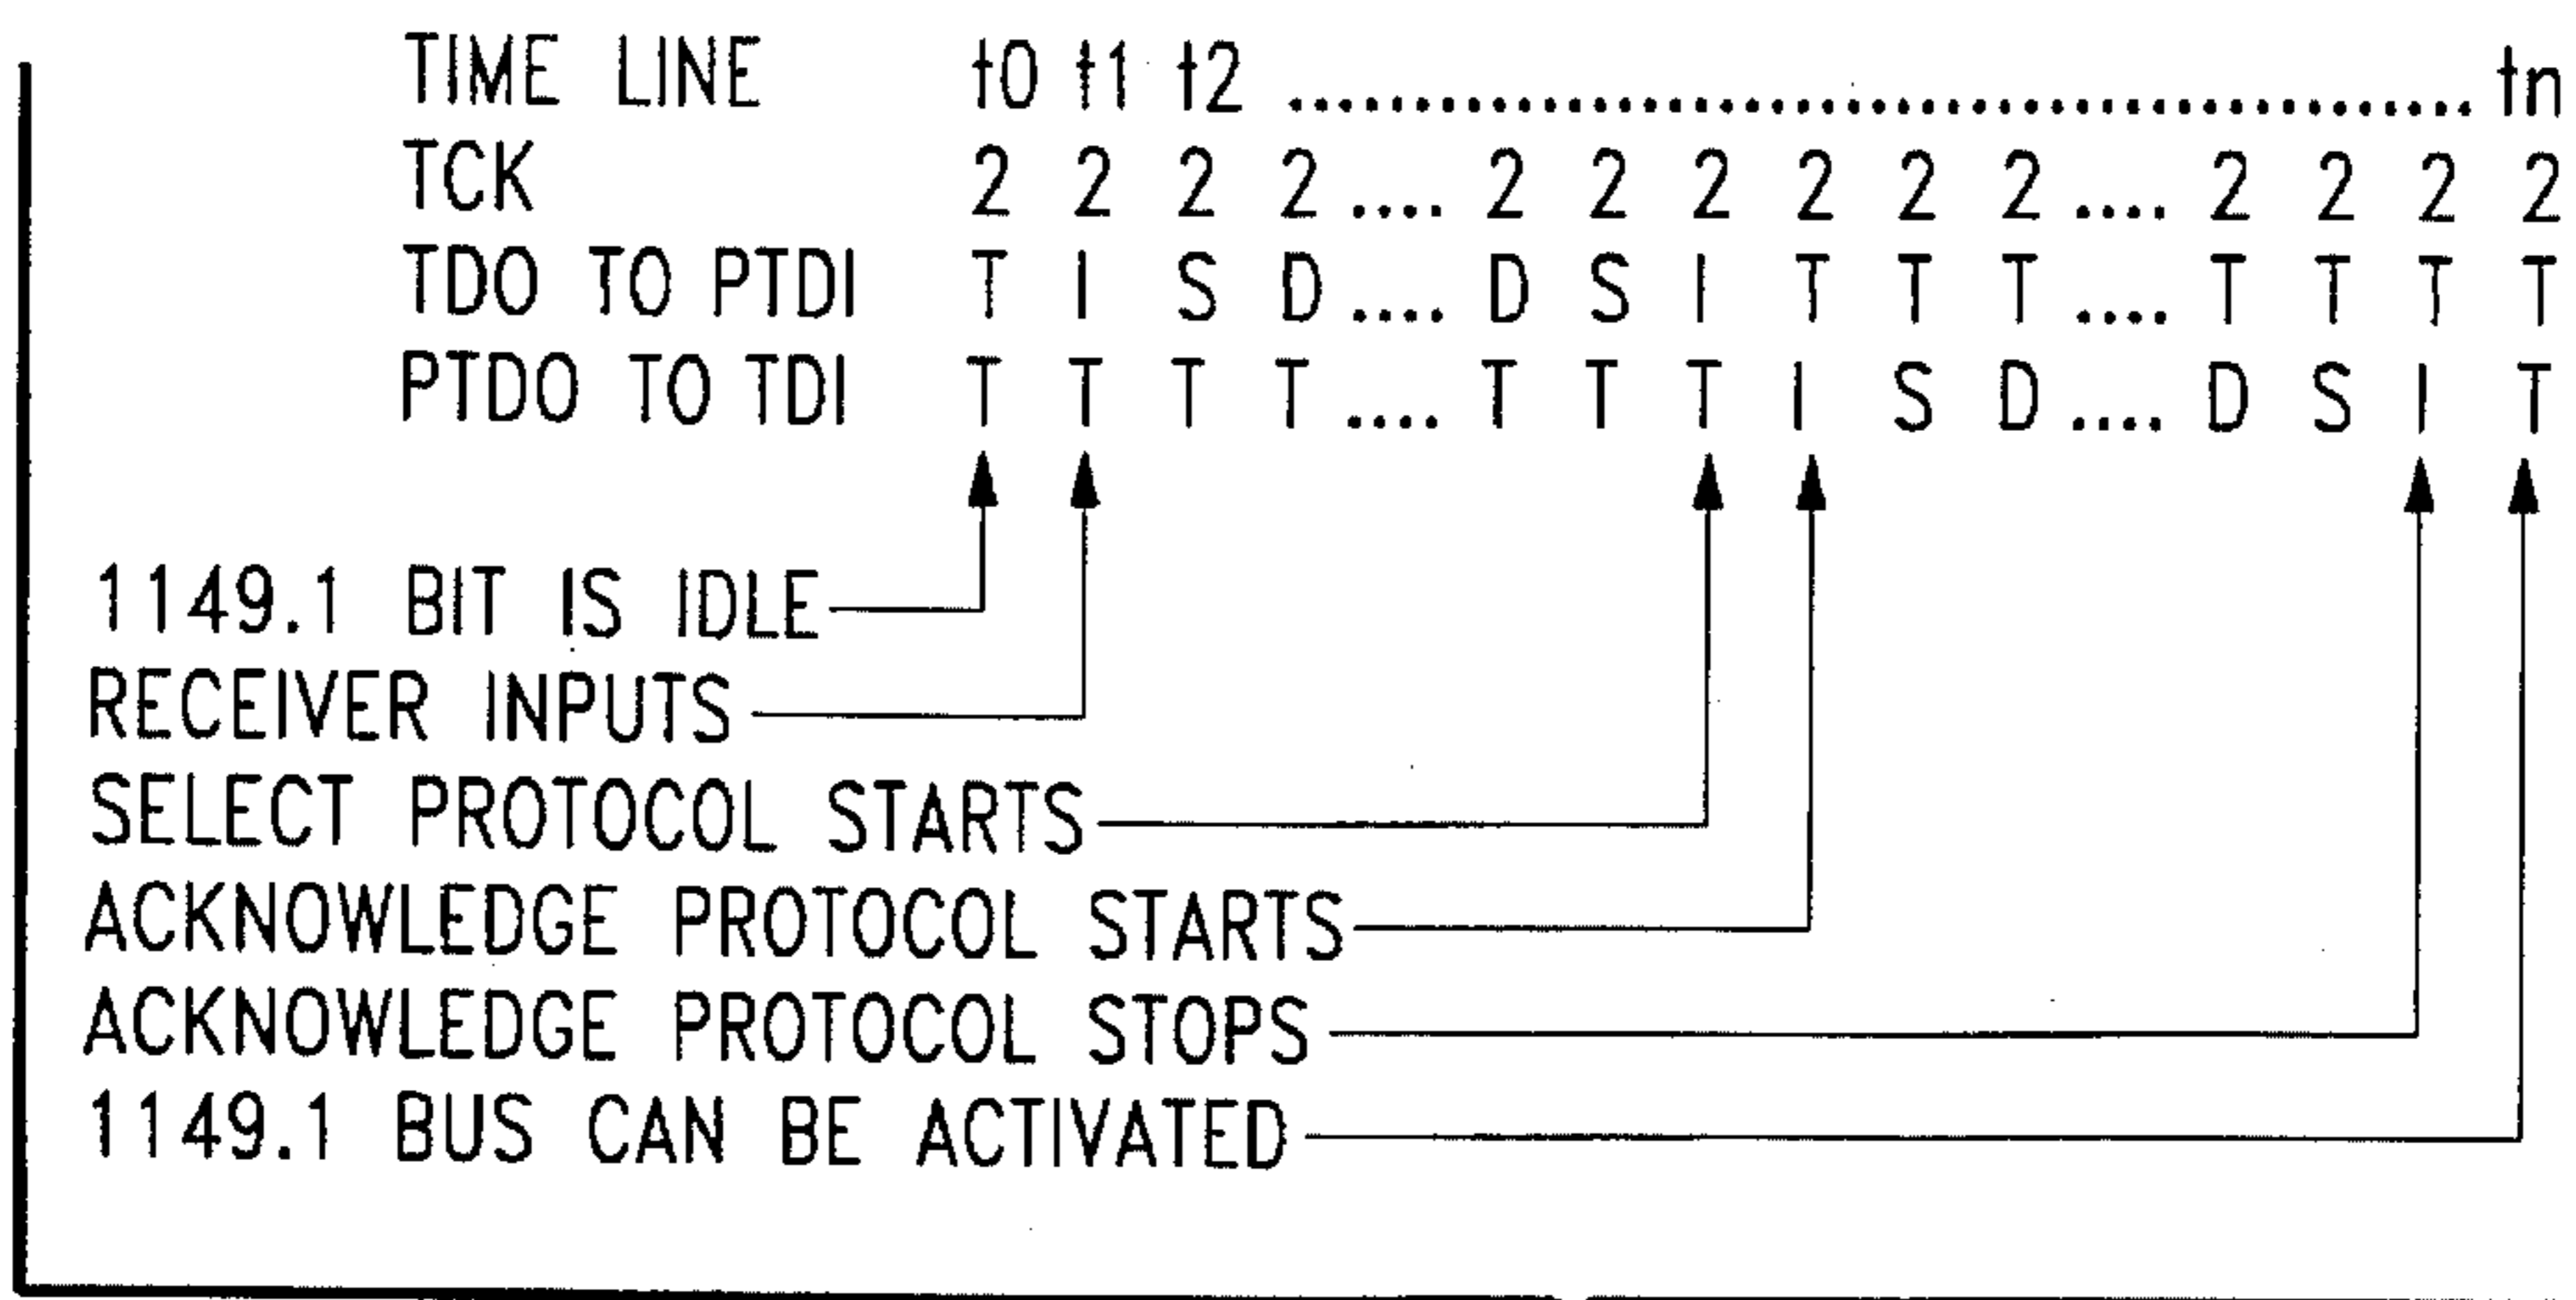 TIME LINE t0 t1 t2 .............................................. tn
TCK 2 2 2 2.... 2 2 2 2 2 2.... 2 2 2 2
TDO TO PTDI T I S D.... D S I T T T.... T T T T
PTDO TO TDI T T T T.... T T T I S D.... D S I T
1149.1 BIT IS IDLE
RECEIVER INPUTS
SELECT PROTOCOL STARTS
ACKNOWLEDGE PROTOCOL STARTS
ACKNOWLEDGE PROTOCOL STOPS
1149.1 BUS CAN BE ACTIVATED